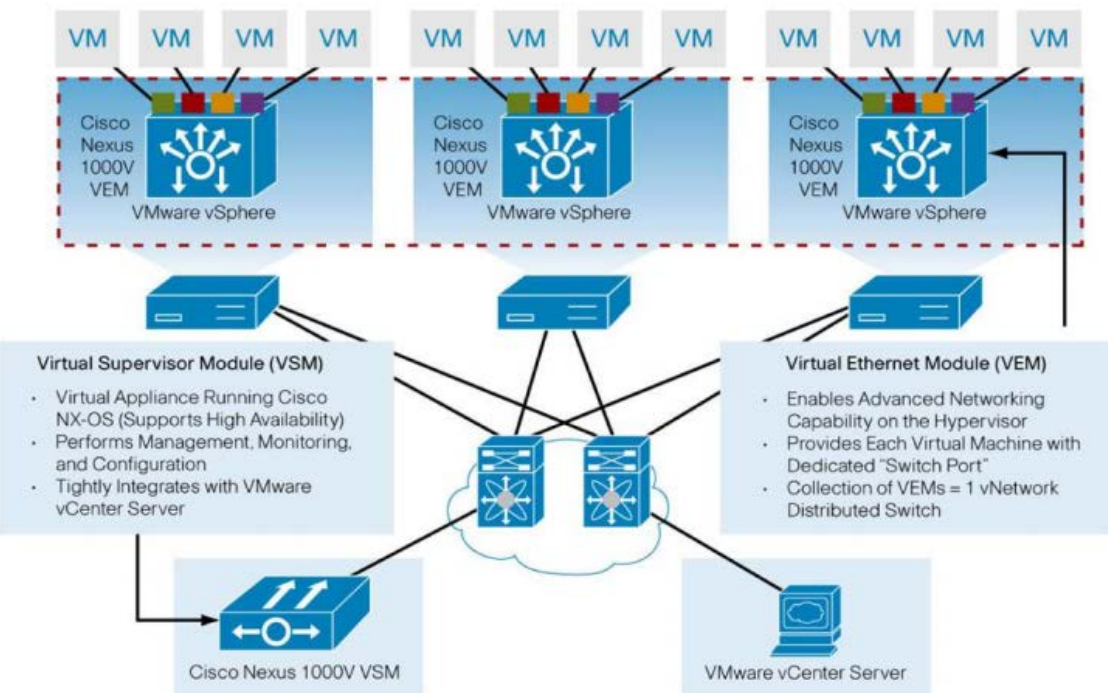 VM VM VM VM VM VM VM VM VM VM VM VM
Cisco
Nexus
1000V
VEM
VMware vSphere
Cisco
Nexus
1000V
VEM
VMware vSphere
Cisco
Nexus
1000V
VEM
VMware vSphere
Virtual Supervisor Module (VSM)
· Virtual Appliance Running Cisco
NX-OS (Supports High Availability)
· Performs Management, Monitoring,
and Configuration
· Tightly Integrates with VMware
vCenter Server
Virtual Ethernet Module (VEM)
· Enables Advanced Networking
Capability on the Hypervisor
· Provides Each Virtual Machine with
Dedicated "Switch Port"
· Collection of VEMs = 1 vNetwork
Distributed Switch
Cisco Nexus 1000V VSM
VMware vCenter Server